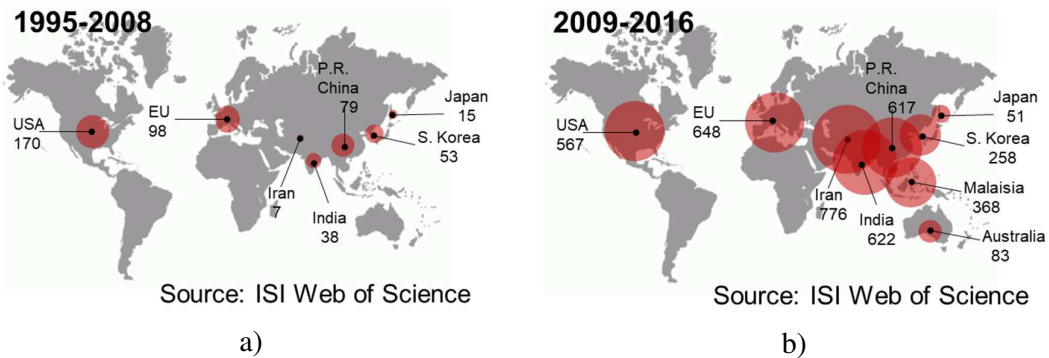 1995-2008
P.R.
China
79
Japan
15
EU
98
USA
170
S. Korea
53
Iran
7
India
38
Source: ISI Web of Science
a)
2009-2016
P.R.
China
617
Japan
51
EU
648
USA
567
S. Korea
258
Iran
776
Malaisia
368
India
622
Australia
83
Source: ISI Web of Science
b)